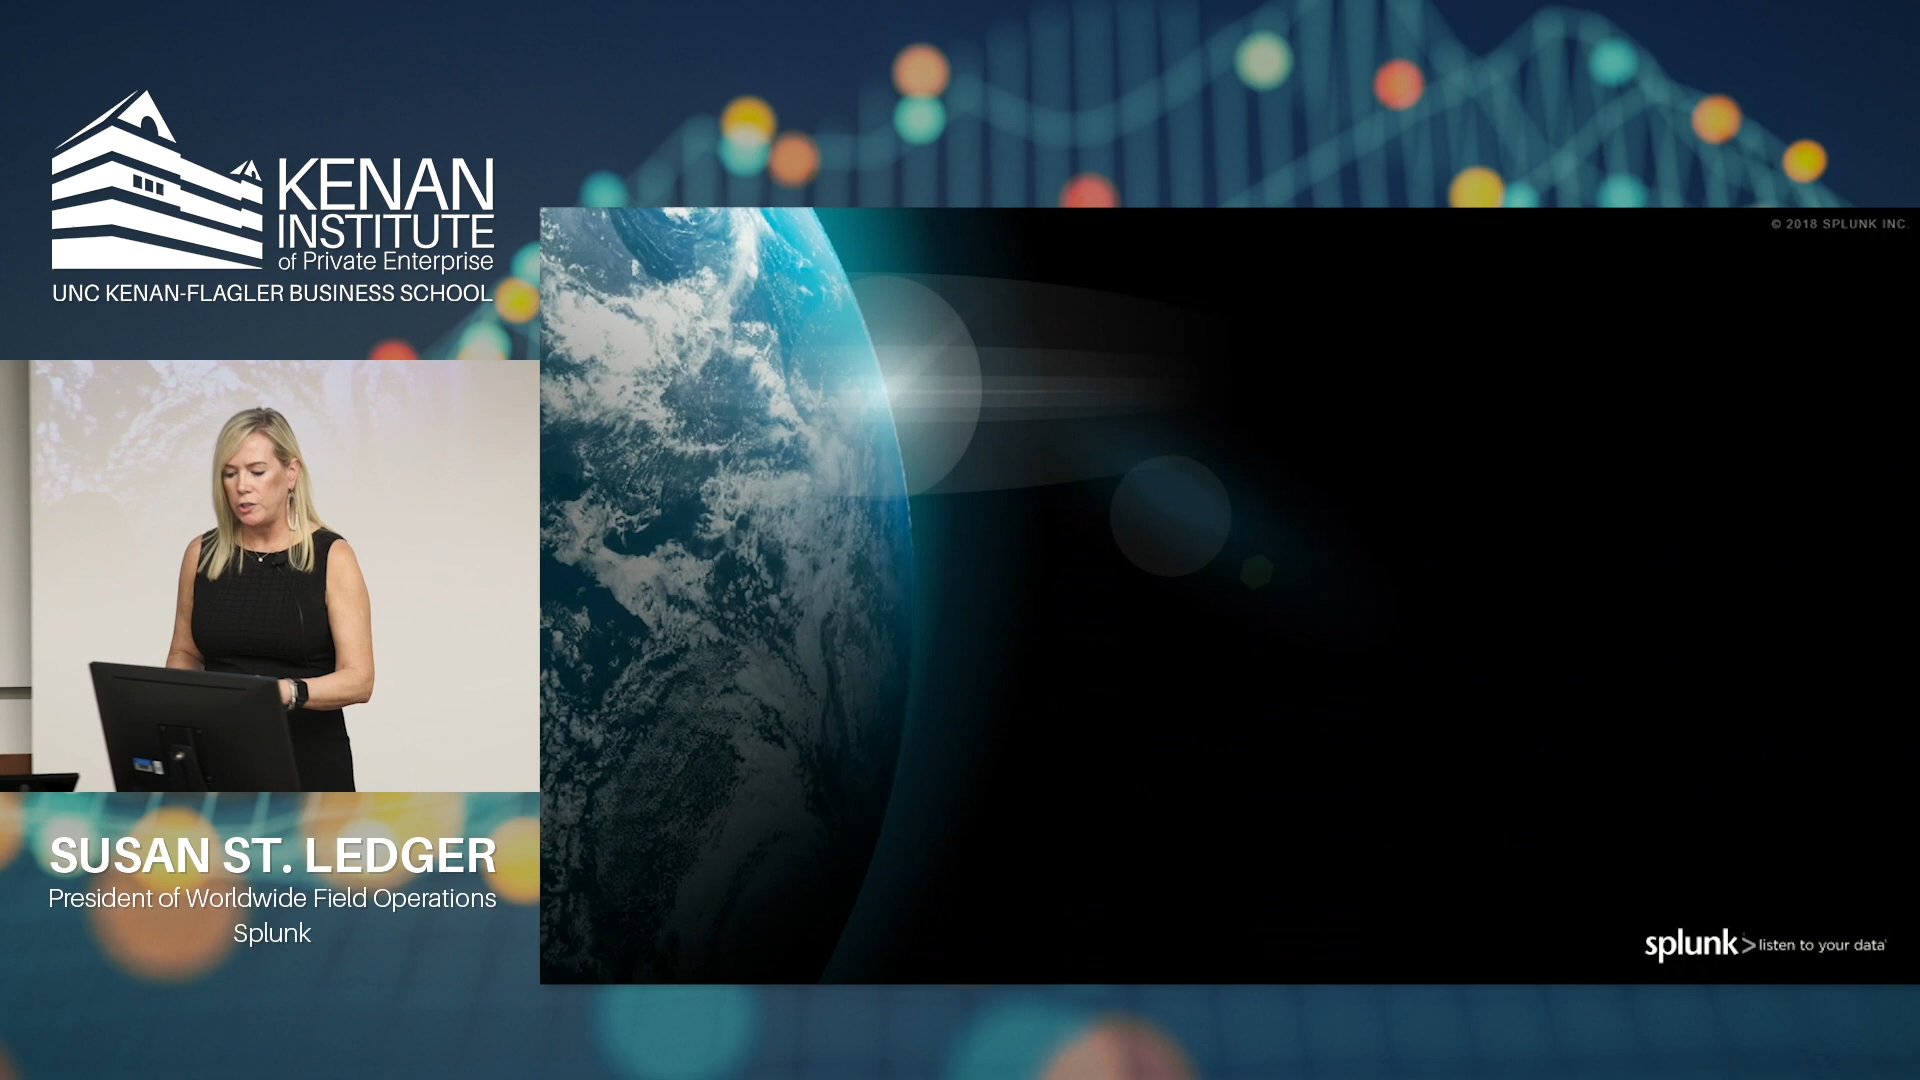 KENAN
INSTITUTE
of Private Enterprise
UNC KENAN-FLAGLER BUSINESS SCHOOL
© 2018 SPLUNK INC.
SUSAN ST. LEDGER
President of Worldwide Field Operations
Splunk
splunk> listen to your data